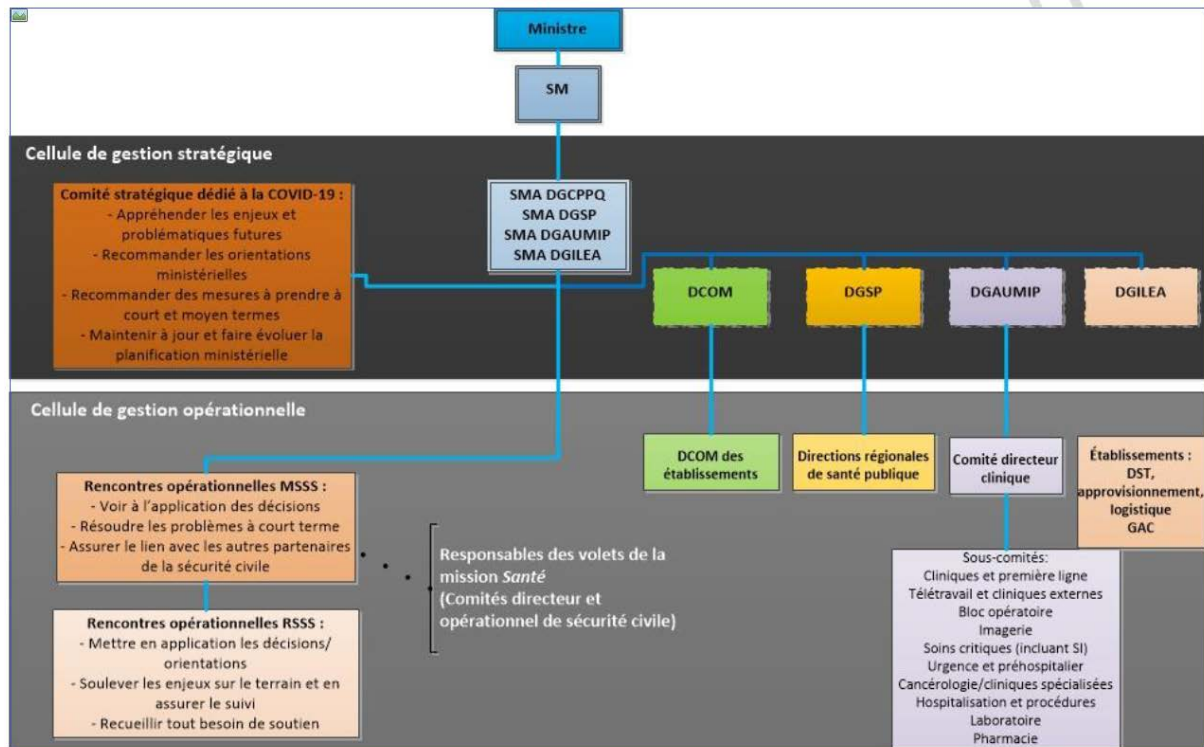 Ministre
SM
Cellule de gestion stratégique
Comité stratégique dédié à la COVID-19 :
- Appréhender les enjeux et
problématiques futures
- Recommander les orientations
ministérielles
- Recommander des mesures à prendre à
court et moyen termes
- Maintenir à jour et faire évoluer la
planification ministérielle
SMA DGCPPQ
SMA DGSP
SMA DGAUMIP
SMA DGILEA
DCOM
DGSP
DGAUMIP
DGILEA
Cellule de gestion opérationnelle
Rencontres opérationnelles MSSS :
- Voir à l'application des décisions
- Résoudre les problèmes à court terme
- Assurer le lien avec les autres partenaires
de la sécurité civile
Rencontres opérationnelles RSSS :
- Mettre en application les décisions/
orientations
- Soulever les enjeux sur le terrain et en
assurer le suivi
- Recueillir tout besoin de soutien
Responsables des volets de la
mission Santé
(Comités directeur et
opérationnel de sécurité civile)
DCOM des
établissements
Directions régionales
de santé publique
Comité directeur
clinique
Établissements :
DST,
approvisionnement,
logistique
GAC
Sous-comités:
Cliniques et première ligne
Télétravail et cliniques externes
Bloc opératoire
Imagerie
Soins critiques (incluant SI)
Urgence et préhospitalier
Cancérologie/cliniques spécialisées
Hospitalisation et procédures
Laboratoire
Pharmacie